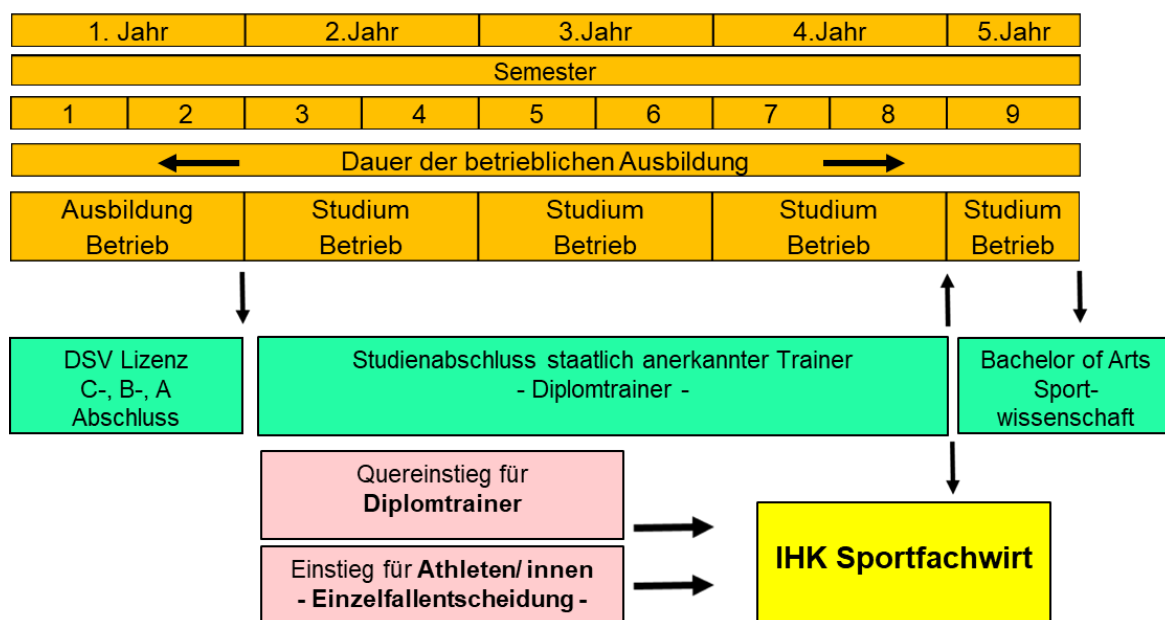 1. Jahr 2.Jahr 3.Jahr 4.Jahr 5.Jahr
Semester
1 2 3 4 5 6 7 8 9
Dauer der betrieblichen Ausbildung
Ausbildung Studium Studium Studium Studium
Betrieb Betrieb Betrieb Betrieb Betrieb
DSV Lizenz
C-, B-, A
Abschluss
Studienabschluss staatlich anerkannter Trainer
- Diplomtrainer -
Bachelor of Arts
Sport-
wissenschaft
Quereinstieg für
Diplomtrainer
Einstieg für Athleten/ innen
- Einzelfallentscheidung -
IHK Sportfachwirt